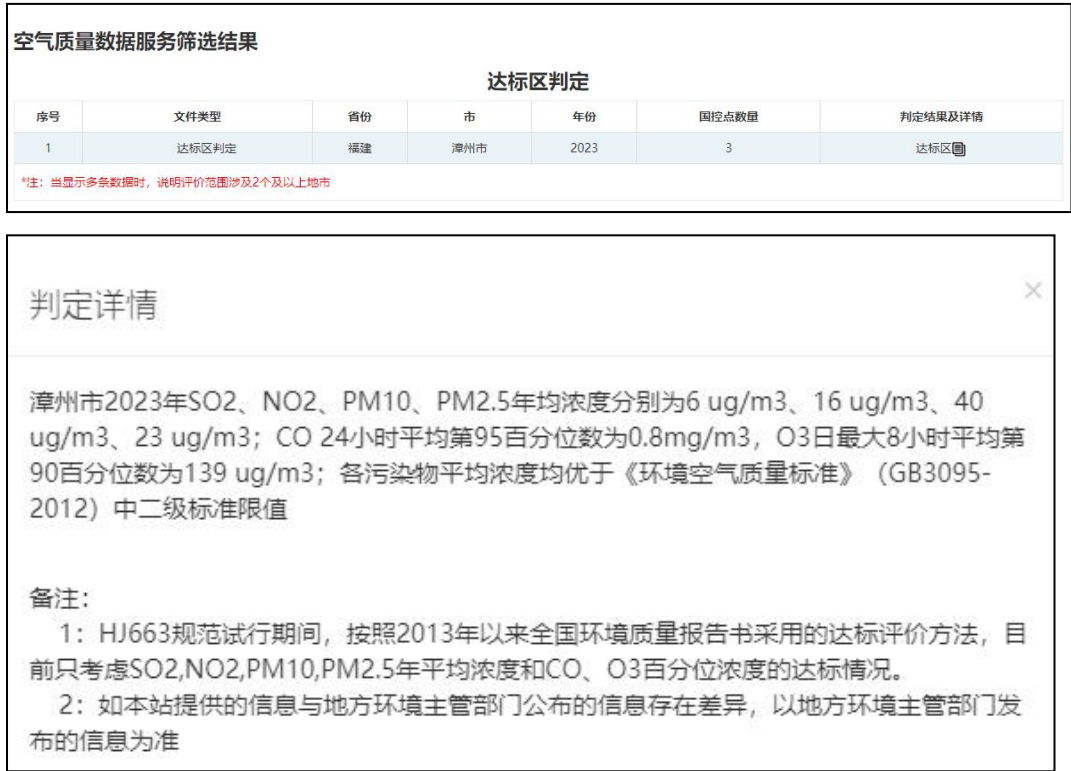 空气质量数据服务筛选结果
达标区判定
序号 文件类型 省份 市 年份 国控点数量 判定结果及详情
1 达标区判定 福建 漳州市 2023 3 达标区
*注：当显示多条数据时，说明评价范围涉及2个及以上地市
判定详情
漳州市2023年SO2、NO2、PM10、PM2.5年均浓度分别为6 ug/m3、16 ug/m3、40
ug/m3、23 ug/m3；CO 24小时平均第95百分位数为0.8mg/m3，O3日最大8小时平均第
90百分位数为139 ug/m3；各污染物平均浓度均优于《环境空气质量标准》（GB3095-
2012）中二级标准限值
备注：
1：HJ663规范试行期间，按照2013年以来全国环境质量报告书采用的达标评价方法，目
前只考虑SO2,NO2,PM10,PM2.5年平均浓度和CO、O3百分位浓度的达标情况。
2：如本站提供的信息与地方环境主管部门公布的信息存在差异，以地方环境主管部门发
布的信息为准